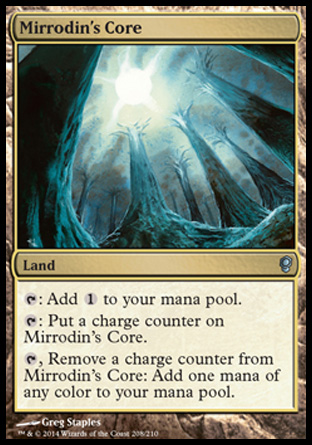 Mirrodin's Core
Land
: Add 1 to your mana pool.
: Put a charge counter on
Mirrodin's Core.
, Remove a charge counter from
Mirrodin's Core: Add one mana of
any color to your mana pool.
Greg Staples
™ & © 2014 Wizards of the Coast 208/210